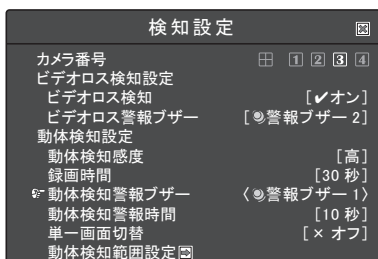 検知設定
カメラ番号 1 2 3 4
ビデオロス検知設定
ビデオロス検知 [✔オン]
ビデオロス警報ブザー [警報ブザー 2]
動体検知設定
動体検知感度 [高]
録画時間 [30 秒]
動体検知警報ブザー 〈警報ブザー 1〉
動体検知警報時間 [10 秒]
単一画面切替 [× オフ]
動体検知範囲設定